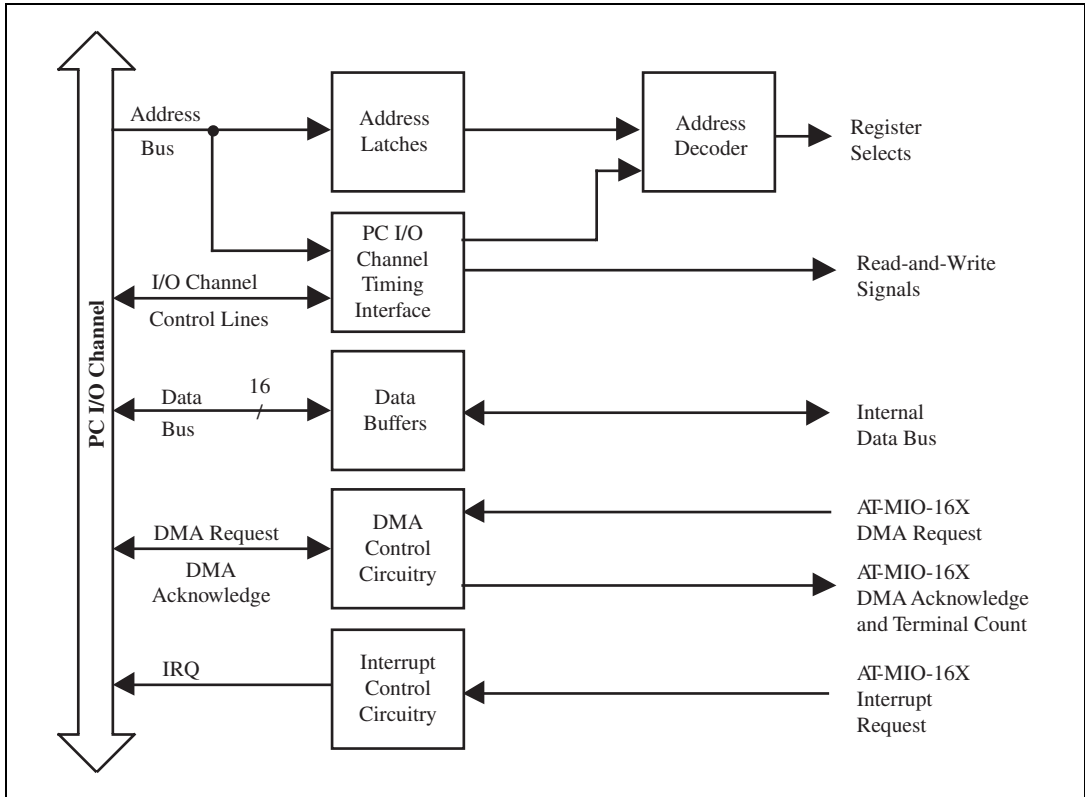 PC I/O Channel
Address
Bus
Address
Latches
Address
Decoder
Register
Selects
I/O Channel
Control Lines
PC I/O
Channel
Timing
Interface
Read-and-Write
Signals
Data
Bus
16
/
Data
Buffers
Internal
Data Bus
DMA Request
DMA
Acknowledge
DMA
Control
Circuitry
AT-MIO-16X
DMA Request
AT-MIO-16X
DMA Acknowledge
and Terminal Count
IRQ
Interrupt
Control
Circuitry
AT-MIO-16X
Interrupt
Request